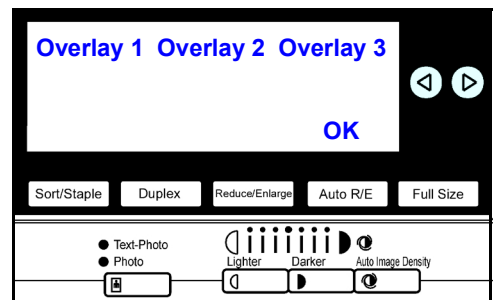 Overlay 1 Overlay 2 Overlay 3
OK
Sort/Staple Duplex Reduce/Enlarge Auto R/E Full Size
Text-Photo
Photo
Lighter Darker Auto Image Density